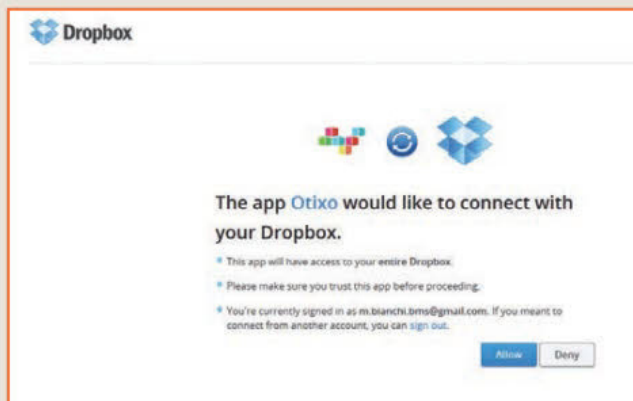 Dropbox
The app Otixo would like to connect with
your Dropbox.
This app will have access to your entire Dropbox.
Please make sure you trust this app before proceeding.
You're currently signed in as m.bianchi.bms@gmail.com. If you meant to
connect from another account, you can sign out.
Allow Deny